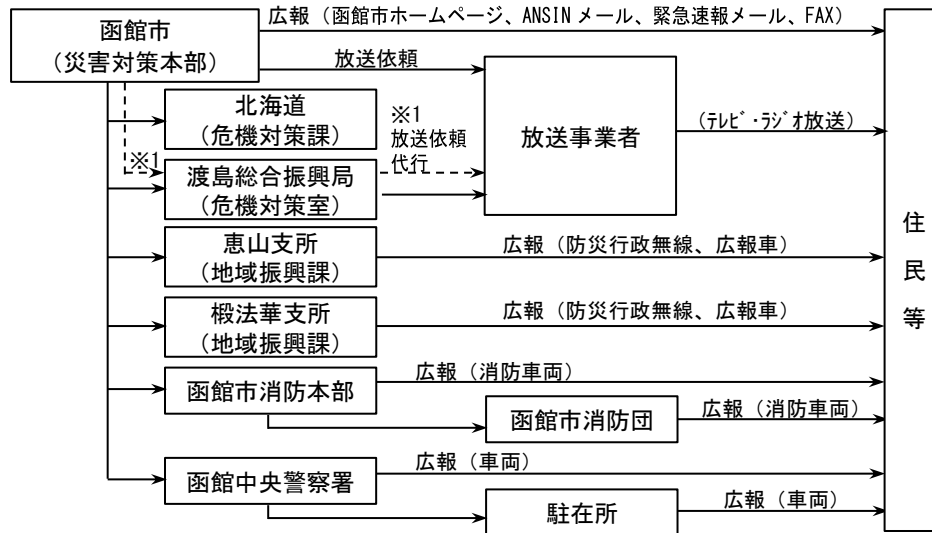 広報（函館市ホームページ、ANSINメール、緊急速報メール、FAX）
函館市
（災害対策本部）
放送依頼
北海道
（危機対策課）
※1
放送依頼
代行
放送事業者
（ﾃﾚﾋﾞ･ﾗｼﾞｵ放送）
※1
渡島総合振興局
（危機対策室）
恵山支所
（地域振興課）
広報（防災行政無線、広報車）
椴法華支所
（地域振興課）
広報（防災行政無線、広報車）
函館市消防本部
広報（消防車両）
函館市消防団
広報（消防車両）
函館中央警察署
広報（車両）
駐在所
広報（車両）
住
民
等